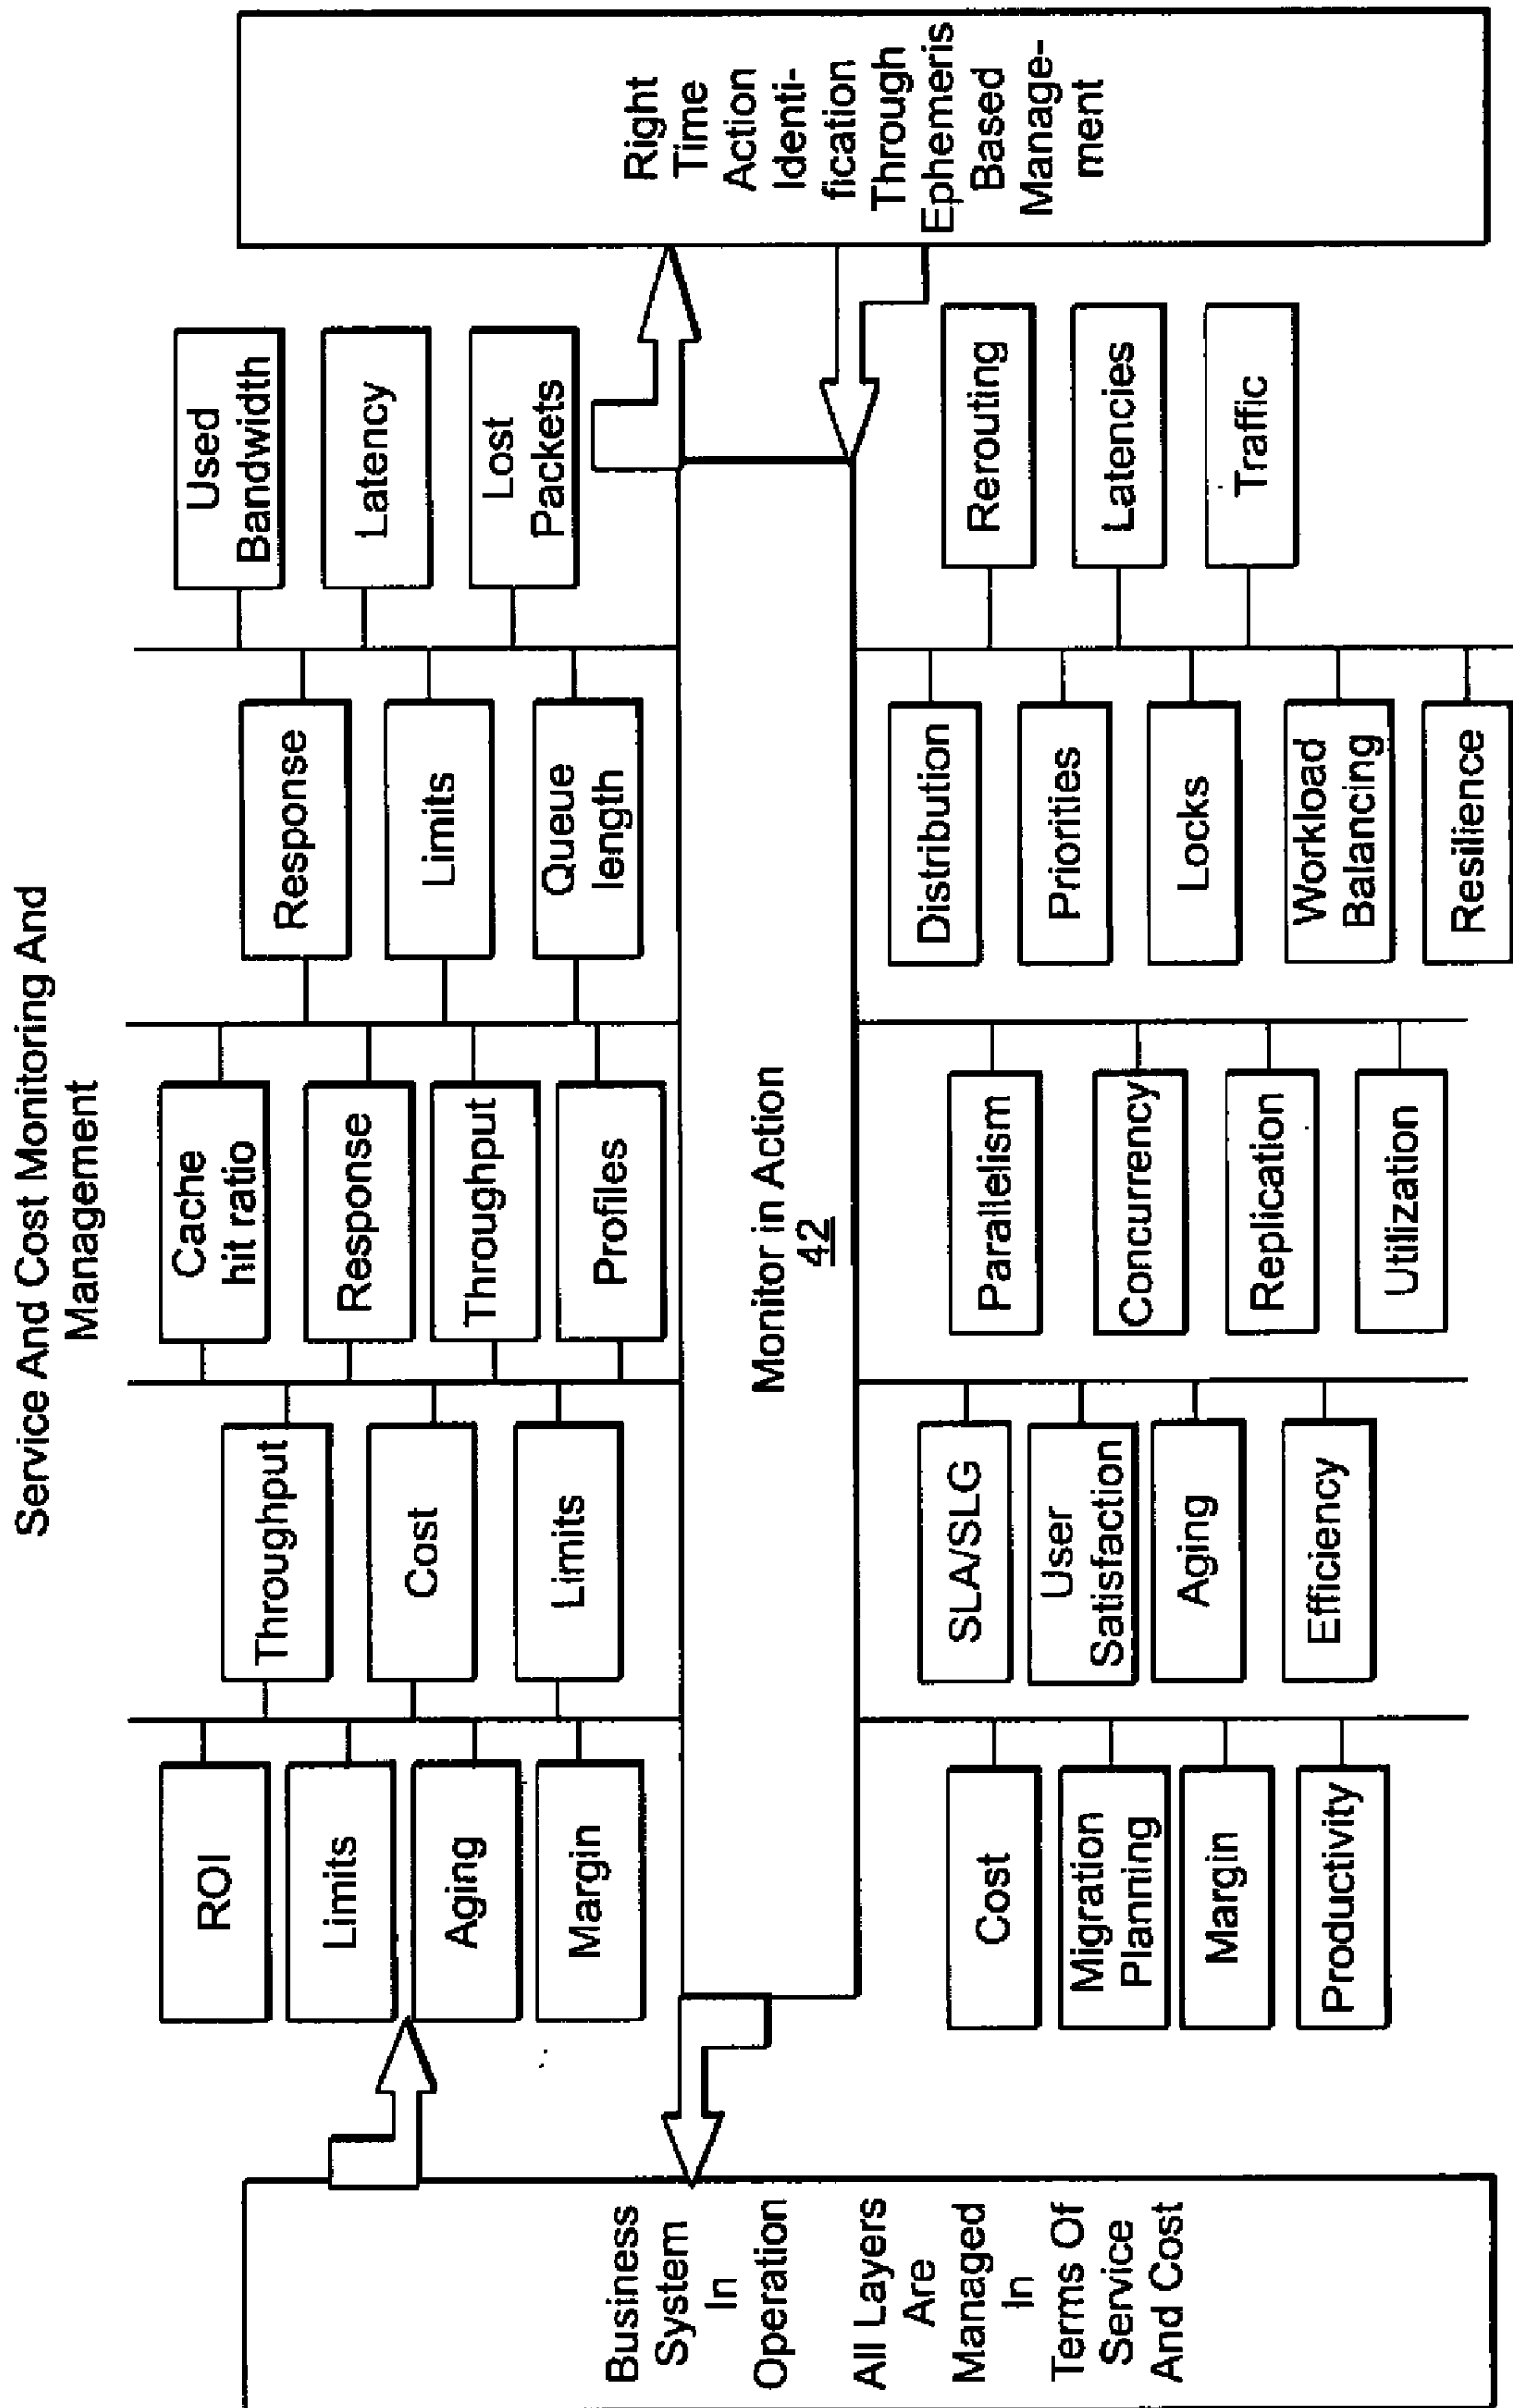 Service And Cost Monitoring And
Management
Business
System
In
Operation
All Layers
Are
Managed
In
Terms Of
Service
And Cost
ROI
Limits
Aging
Margin
Throughput
Cost
Limits
Cache
hit ratio
Response
Throughput
Profiles
Response
Limits
Queue
length
Used
Bandwidth
Latency
Lost
Packets
Monitor in Action
42
Cost
Migration
Planning
Margin
Productivity
SLA/SLG
User
Satisfaction
Aging
Efficiency
Parallelism
Concurrency
Replication
Utilization
Distribution
Priorities
Locks
Workload
Balancing
Resilience
Rerouting
Latencies
Traffic
Right
Time
Action
Identi-
fication
Through
Ephemeris
Based
Manage-
ment